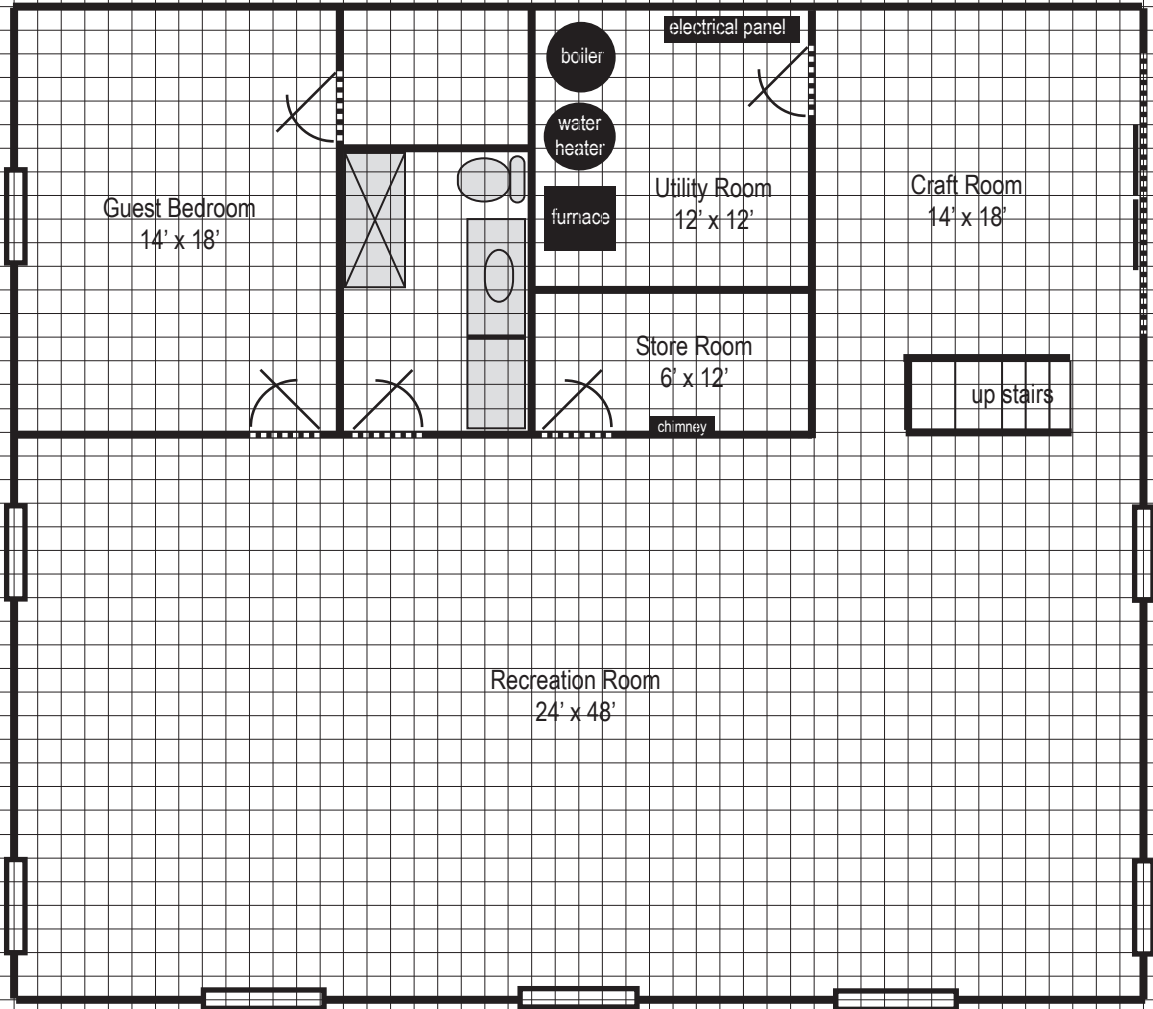 electrical panel
boiler
water
heater
furnace
Utility Room
12’ x 12’
Craft Room
14’ x 18’
Guest Bedroom
14’ x 18’
Store Room
6’ x 12’
chimney
up stairs
Recreation Room
24’ x 48’